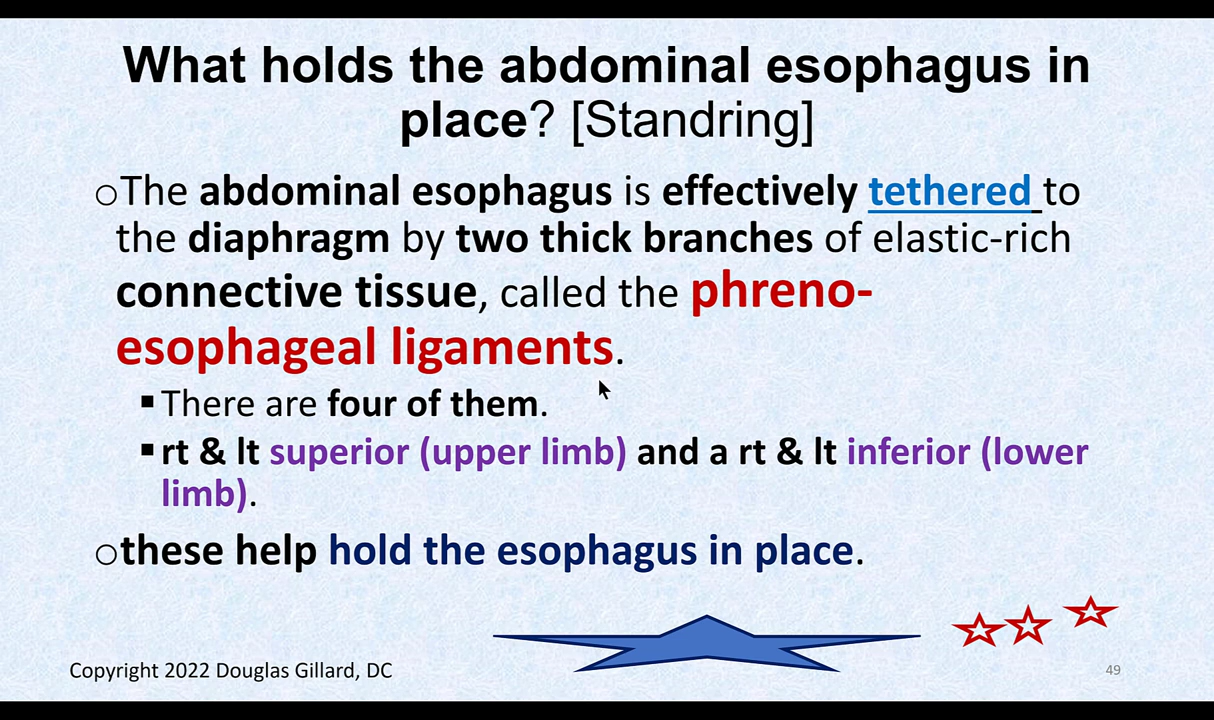 What holds the abdominal esophagus in
place? [Standring]
○The abdominal esophagus is effectively tethered to
the diaphragm by two thick branches of elastic-rich
connective tissue, called the phreno-
esophageal ligaments.
▪There are four of them.
▪rt & lt superior (upper limb) and a rt & lt inferior (lower
limb).
○these help hold the esophagus in place.
Copyright 2022 Douglas Gillard, DC
49